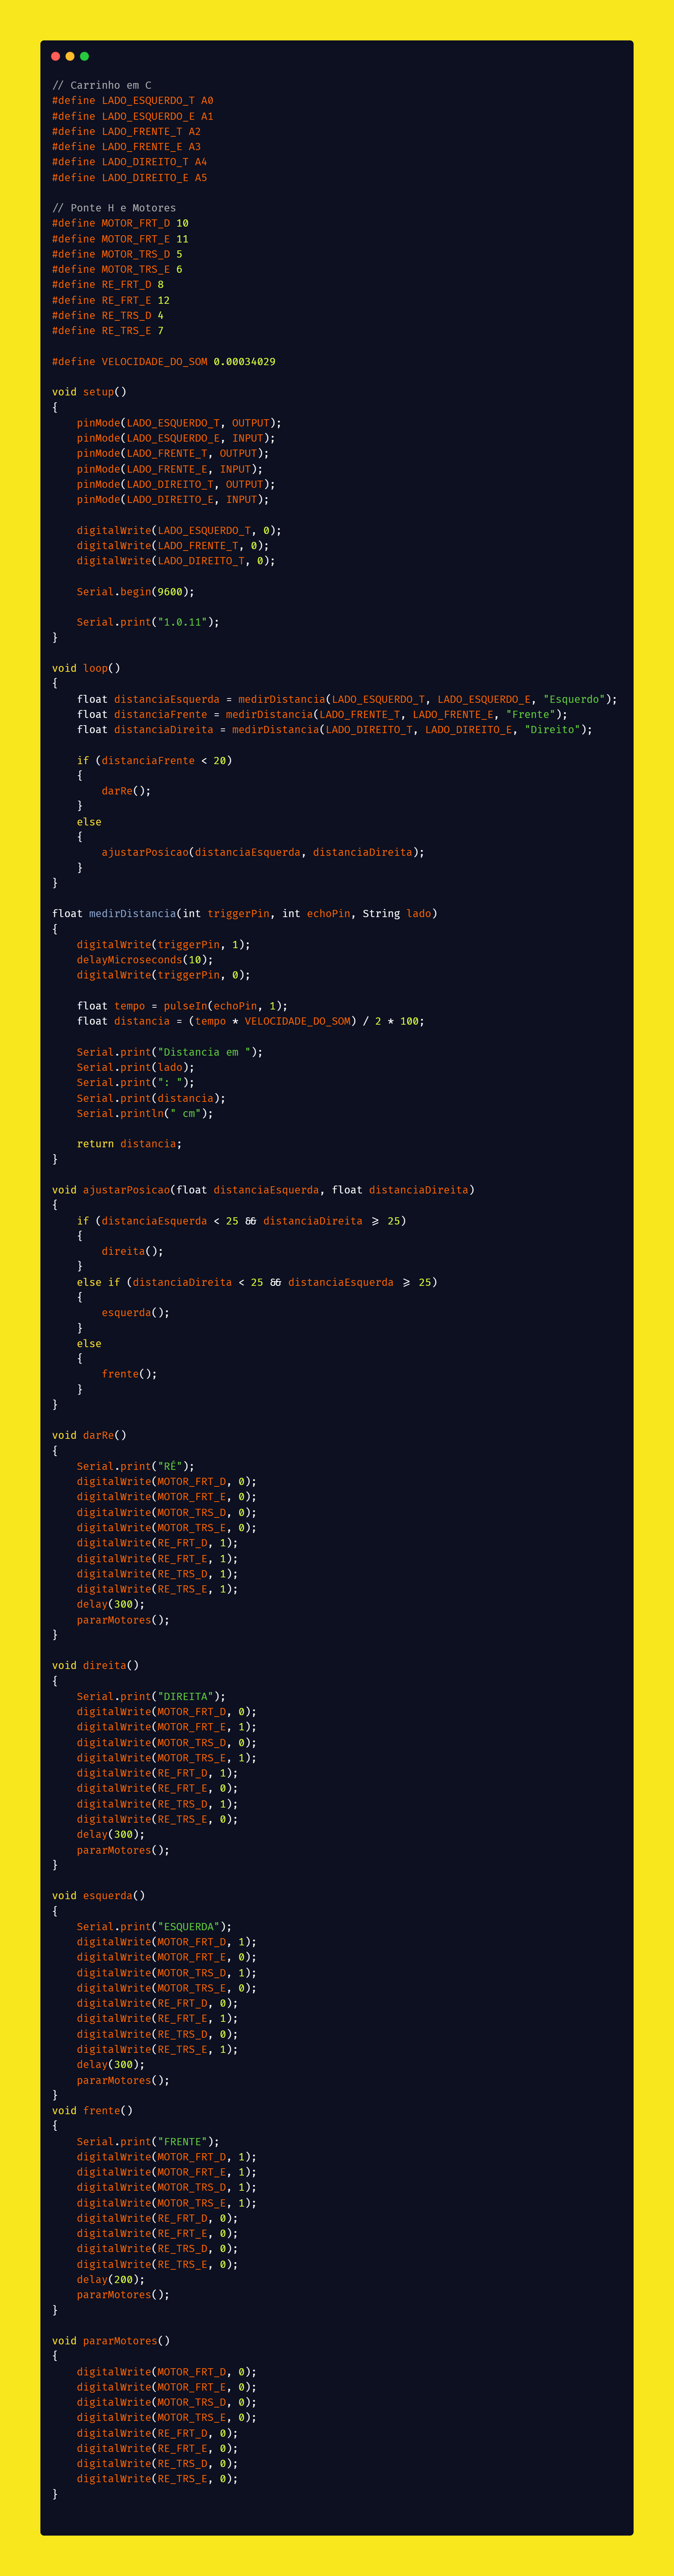 // Carrinho em C
#define LADO_ESQUERDO_T A0
#define LADO_ESQUERDO_E A1
#define LADO_FRENTE_T A2
#define LADO_FRENTE_E A3
#define LADO_DIREITO_T A4
#define LADO_DIREITO_E A5

// Ponte H e Motores
#define MOTOR_FRT_D 10
#define MOTOR_FRT_E 11
#define MOTOR_TRS_D 5
#define MOTOR_TRS_E 6
#define RE_FRT_D 8
#define RE_FRT_E 12
#define RE_TRS_D 4
#define RE_TRS_E 7

#define VELOCIDADE_DO_SOM 0.00034029

void setup()
{
    pinMode(LADO_ESQUERDO_T, OUTPUT);
    pinMode(LADO_ESQUERDO_E, INPUT);
    pinMode(LADO_FRENTE_T, OUTPUT);
    pinMode(LADO_FRENTE_E, INPUT);
    pinMode(LADO_DIREITO_T, OUTPUT);
    pinMode(LADO_DIREITO_E, INPUT);

    digitalWrite(LADO_ESQUERDO_T, 0);
    digitalWrite(LADO_FRENTE_T, 0);
    digitalWrite(LADO_DIREITO_T, 0);

    Serial.begin(9600);

    Serial.print("1.0.11");
}

void loop()
{
    float distanciaEsquerda = medirDistancia(LADO_ESQUERDO_T, LADO_ESQUERDO_E, "Esquerdo");
    float distanciaFrente = medirDistancia(LADO_FRENTE_T, LADO_FRENTE_E, "Frente");
    float distanciaDireita = medirDistancia(LADO_DIREITO_T, LADO_DIREITO_E, "Direito");

    if (distanciaFrente < 20)
    {
        darRe();
    }
    else
    {
        ajustarPosicao(distanciaEsquerda, distanciaDireita);
    }
}

float medirDistancia(int triggerPin, int echoPin, String lado)
{
    digitalWrite(triggerPin, 1);
    delayMicroseconds(10);
    digitalWrite(triggerPin, 0);

    float tempo = pulseIn(echoPin, 1);
    float distancia = (tempo * VELOCIDADE_DO_SOM) / 2 * 100;

    Serial.print("Distancia em ");
    Serial.print(lado);
    Serial.print(": ");
    Serial.print(distancia);
    Serial.println(" cm");

    return distancia;
}

void ajustarPosicao(float distanciaEsquerda, float distanciaDireita)
{
    if (distanciaEsquerda < 25 && distanciaDireita >= 25)
    {
        direita();
    }
    else if (distanciaDireita < 25 && distanciaEsquerda >= 25)
    {
        esquerda();
    }
    else
    {
        frente();
    }
}

void darRe()
{
    Serial.print("RÉ");
    digitalWrite(MOTOR_FRT_D, 0);
    digitalWrite(MOTOR_FRT_E, 0);
    digitalWrite(MOTOR_TRS_D, 0);
    digitalWrite(MOTOR_TRS_E, 0);
    digitalWrite(RE_FRT_D, 1);
    digitalWrite(RE_FRT_E, 1);
    digitalWrite(RE_TRS_D, 1);
    digitalWrite(RE_TRS_E, 1);
    delay(300);
    pararMotores();
}

void direita()
{
    Serial.print("DIREITA");
    digitalWrite(MOTOR_FRT_D, 0);
    digitalWrite(MOTOR_FRT_E, 1);
    digitalWrite(MOTOR_TRS_D, 0);
    digitalWrite(MOTOR_TRS_E, 1);
    digitalWrite(RE_FRT_D, 1);
    digitalWrite(RE_FRT_E, 0);
    digitalWrite(RE_TRS_D, 1);
    digitalWrite(RE_TRS_E, 0);
    delay(300);
    pararMotores();
}

void esquerda()
{
    Serial.print("ESQUERDA");
    digitalWrite(MOTOR_FRT_D, 1);
    digitalWrite(MOTOR_FRT_E, 0);
    digitalWrite(MOTOR_TRS_D, 1);
    digitalWrite(MOTOR_TRS_E, 0);
    digitalWrite(RE_FRT_D, 0);
    digitalWrite(RE_FRT_E, 1);
    digitalWrite(RE_TRS_D, 0);
    digitalWrite(RE_TRS_E, 1);
    delay(300);
    pararMotores();
}
void frente()
{
    Serial.print("FRENTE");
    digitalWrite(MOTOR_FRT_D, 1);
    digitalWrite(MOTOR_FRT_E, 1);
    digitalWrite(MOTOR_TRS_D, 1);
    digitalWrite(MOTOR_TRS_E, 1);
    digitalWrite(RE_FRT_D, 0);
    digitalWrite(RE_FRT_E, 0);
    digitalWrite(RE_TRS_D, 0);
    digitalWrite(RE_TRS_E, 0);
    delay(200);
    pararMotores();
}

void pararMotores()
{
    digitalWrite(MOTOR_FRT_D, 0);
    digitalWrite(MOTOR_FRT_E, 0);
    digitalWrite(MOTOR_TRS_D, 0);
    digitalWrite(MOTOR_TRS_E, 0);
    digitalWrite(RE_FRT_D, 0);
    digitalWrite(RE_FRT_E, 0);
    digitalWrite(RE_TRS_D, 0);
    digitalWrite(RE_TRS_E, 0);
}